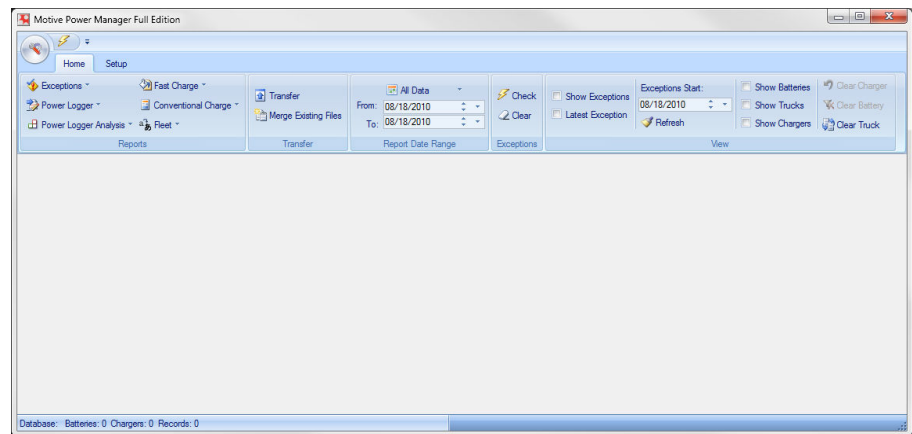 Motive Power Manager Full Edition
Home Setup
Exceptions
Power Logger
Power Logger Analysis
Fast Charge
Conventional Charge
Fleet
Reports
Transfer
Merge Existing Files
Transfer
All Data
From: 08/18/2010
To: 08/18/2010
Report Date Range
Check
Clear
Exceptions
Show Exceptions
Latest Exception
Exceptions Start:
08/18/2010
Refresh
Show Batteries
Show Trucks
Show Chargers
Clear Charger
Clear Battery
Clear Truck
View
Database: Batteries: 0 Chargers: 0 Records: 0